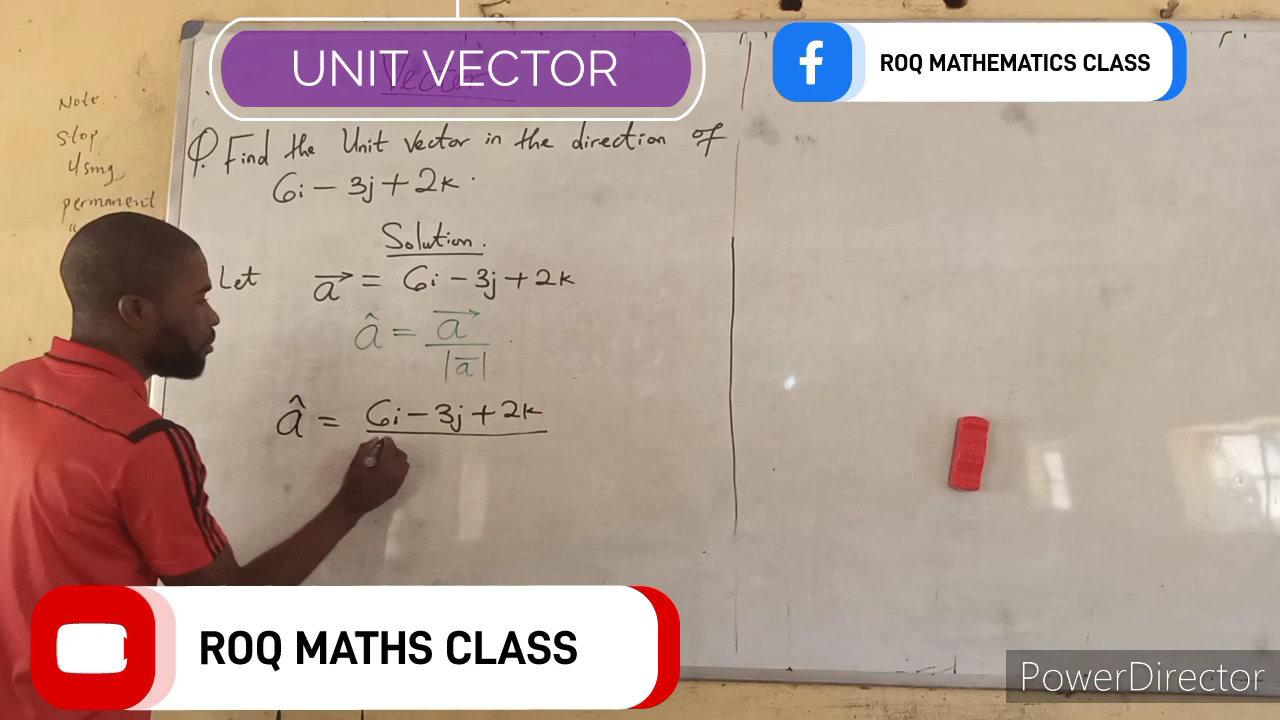 UNIT VECTOR
Vector
ROQ MATHEMATICS CLASS
Note
Stop
Using
permanent
Q. Find the Unit Vector in the direction of
6i - 3j + 2k.
Solution.
Let a⃗ = 6i - 3j + 2k
â = a⃗ / |a̅|
â = 6i - 3j + 2k
ROQ MATHS CLASS
PowerDirector